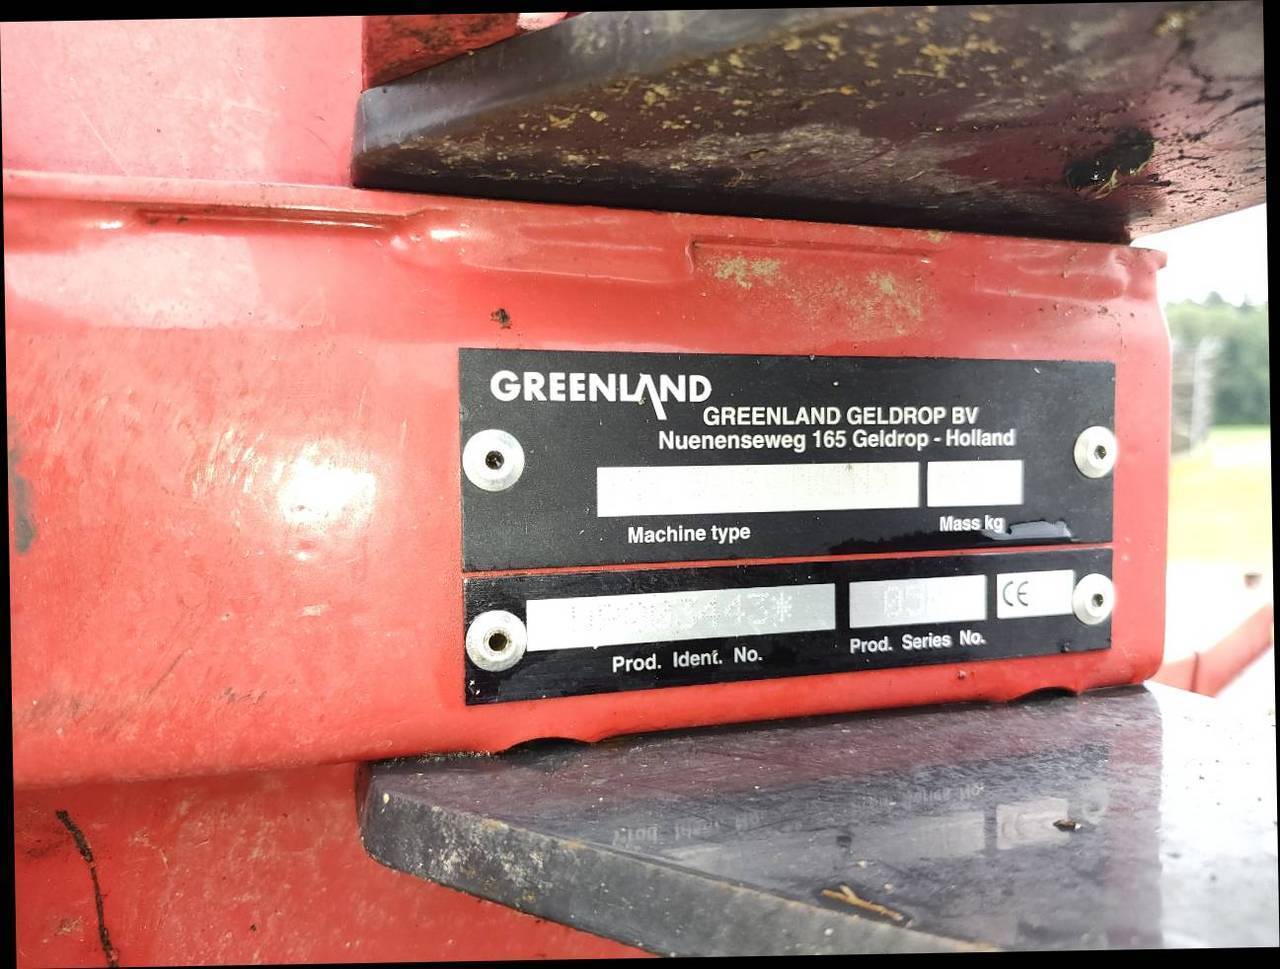 GREENLAND
GREENLAND GELDROP BV
Nuenenseweg 165 Geldrop - Holland
Machine type
Mass kg
CE
Prod. Ident. No.
Prod. Series No.